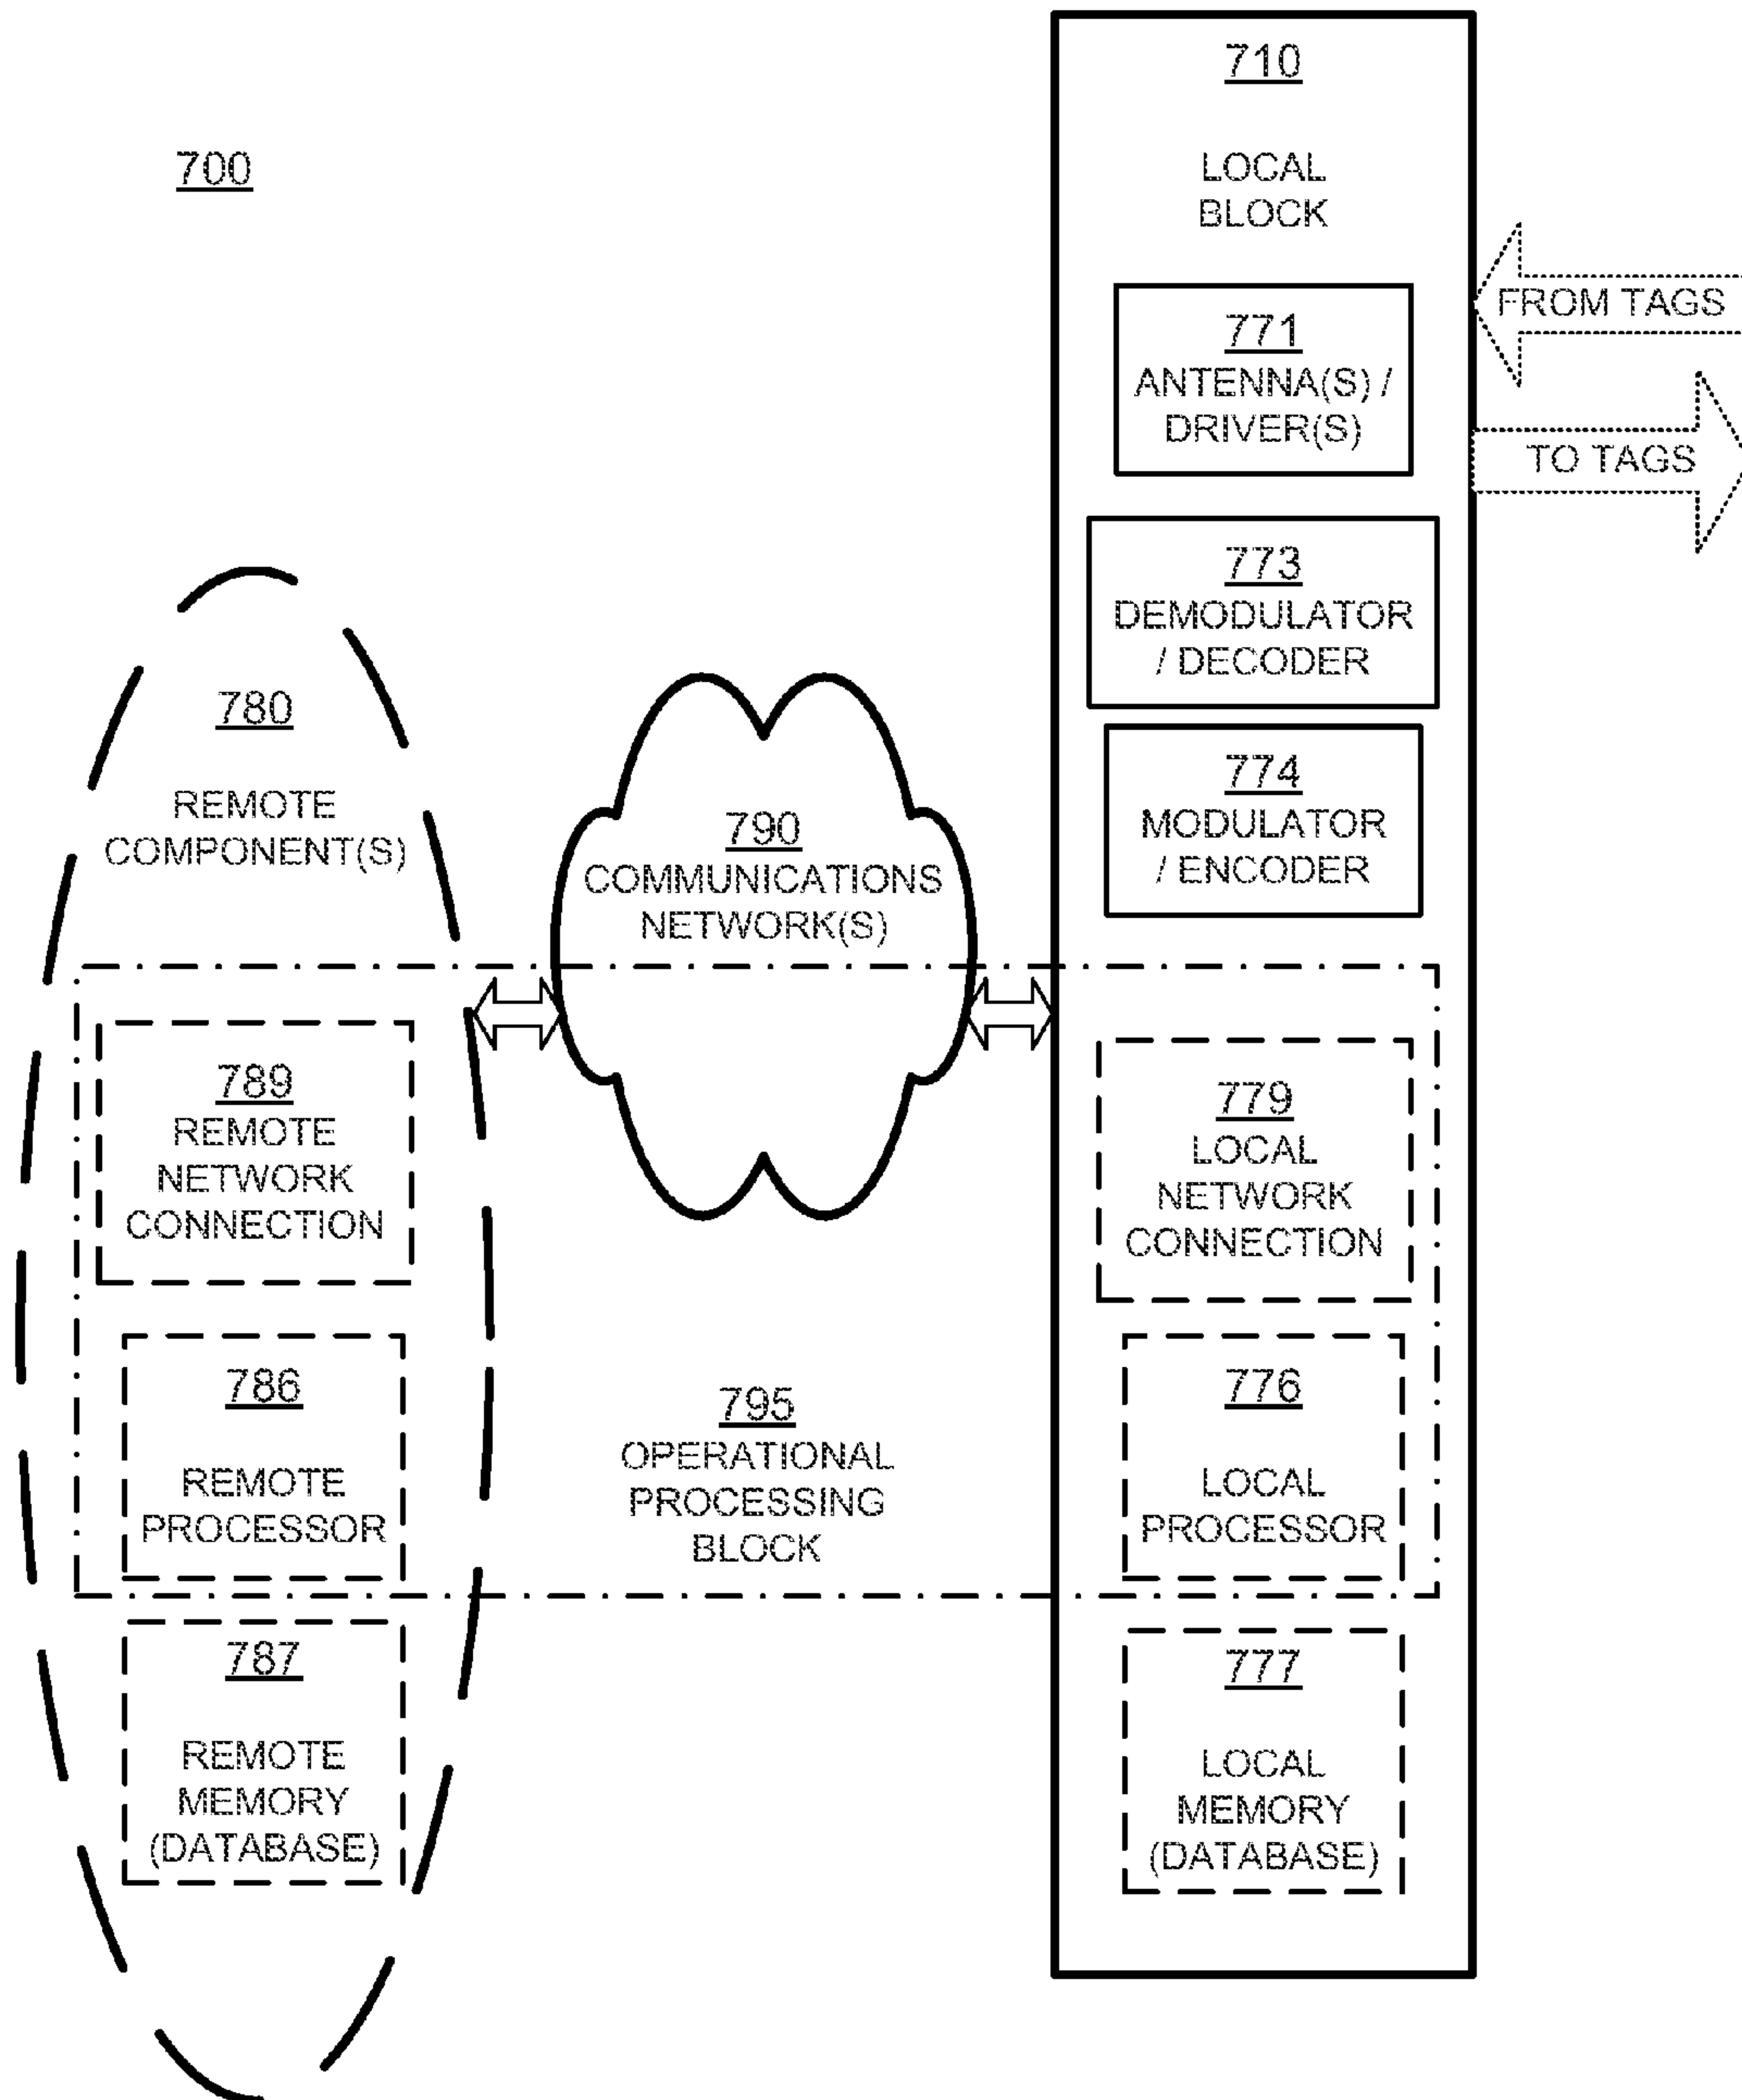 700
710
LOCAL
BLOCK
FROM TAGS
771
ANTENNA(S) /
DRIVER(S)
TO TAGS
773
DEMODULATOR
/ DECODER
774
MODULATOR
/ ENCODER
780
REMOTE
COMPONENT(S)
790
COMMUNICATIONS
NETWORK(S)
789
REMOTE
NETWORK
CONNECTION
779
LOCAL
NETWORK
CONNECTION
786
REMOTE
PROCESSOR
795
OPERATIONAL
PROCESSING
BLOCK
776
LOCAL
PROCESSOR
787
REMOTE
MEMORY
(DATABASE)
777
LOCAL
MEMORY
(DATABASE)